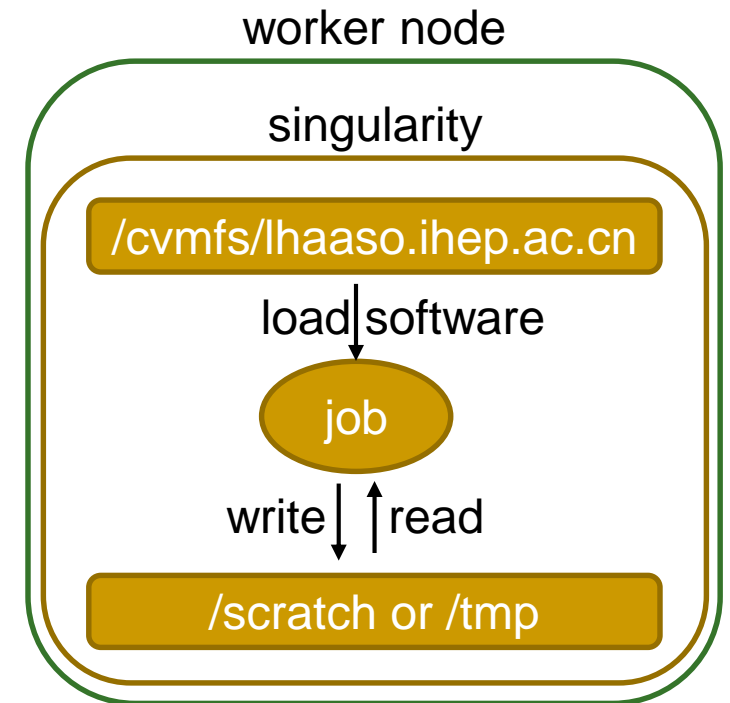 worker node
singularity
/cvmfs/lhaaso.ihep.ac.cn
load software
job
write read
/scratch or /tmp